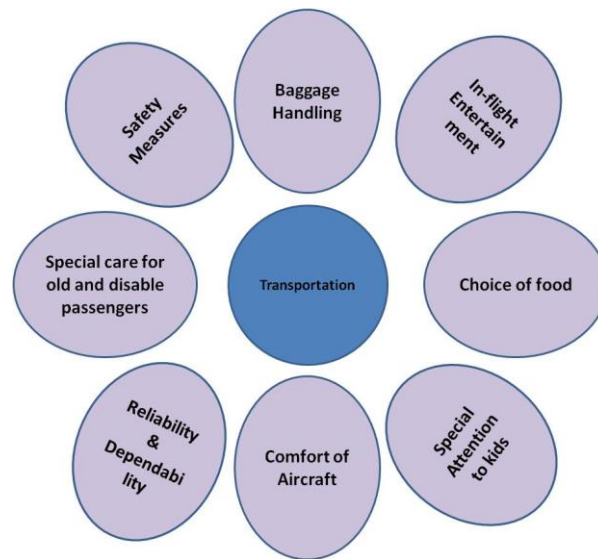 Safety
Measures
Baggage
Handling
In-flight
Entertain
ment
Special care for
old and disable
passengers
Transportation
Choice of food
Reliability
&
Dependabi
lity
Comfort of
Aircraft
Special
Attention
to kids